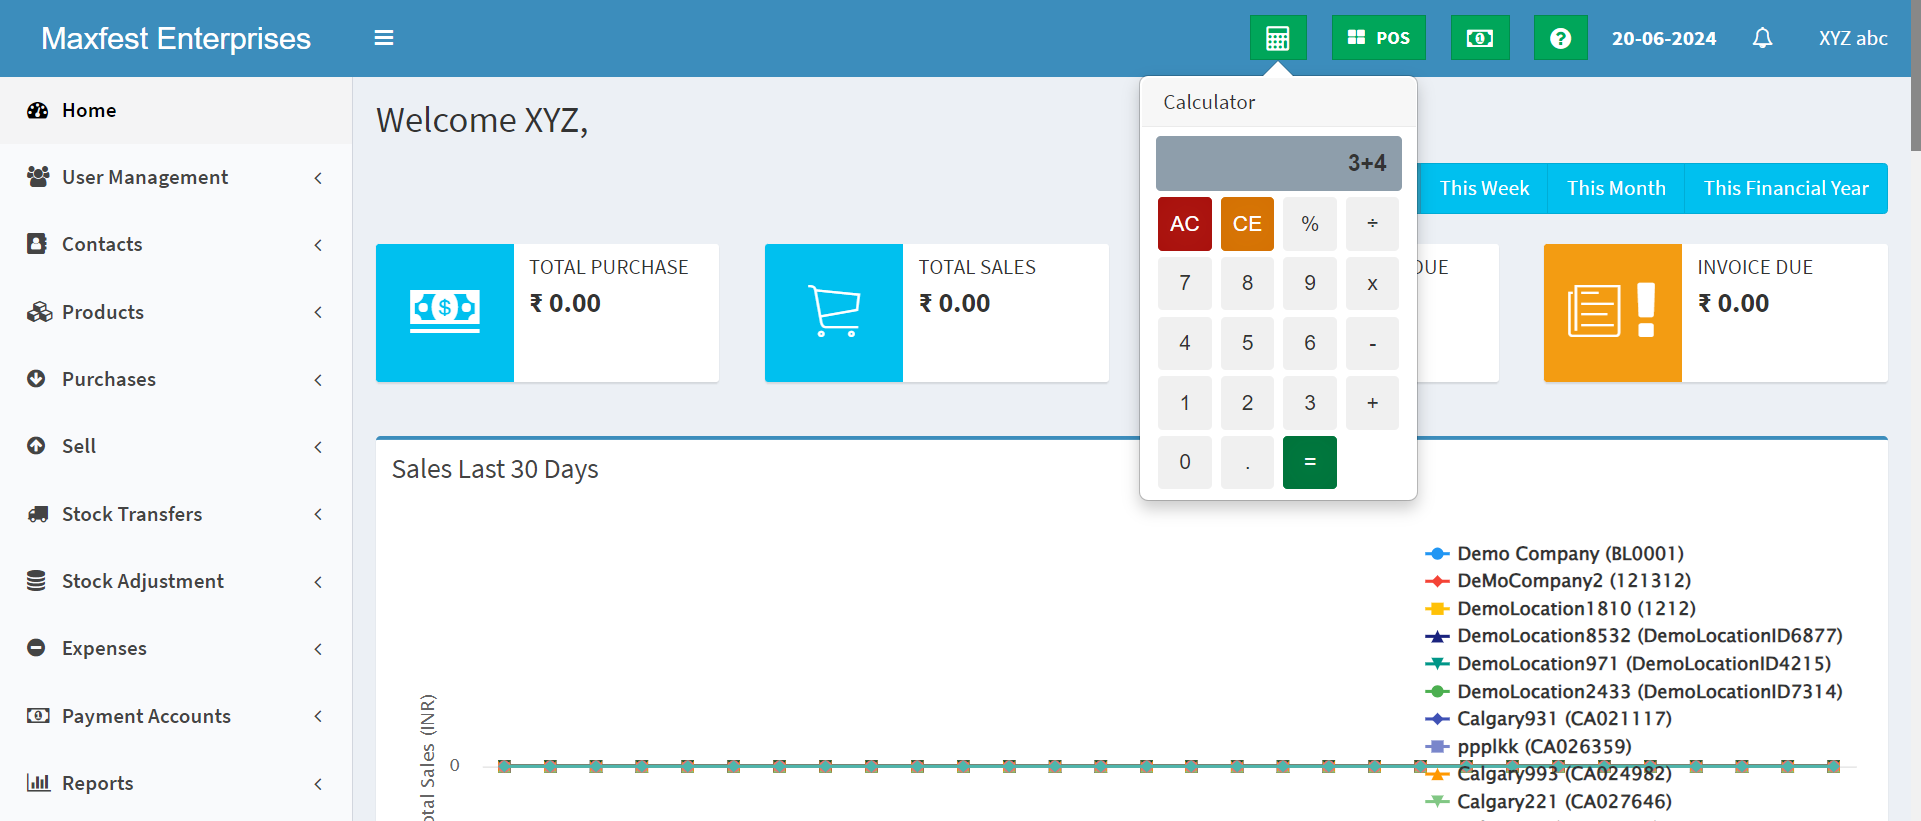 Maxfest Enterprises
POS
20-06-2024
XYZ abc
Home
User Management
Contacts
Products
Purchases
Sell
Stock Transfers
Stock Adjustment
Expenses
Payment Accounts
Reports
Welcome XYZ,
Calculator
3+4
AC CE % ÷
7 8 9 x
4 5 6 -
1 2 3 +
0 . =
This Week
This Month
This Financial Year
TOTAL PURCHASE
₹ 0.00
TOTAL SALES
₹ 0.00
DUE
INVOICE DUE
₹ 0.00
Sales Last 30 Days
Demo Company (BL0001)
DeMoCompany2 (121312)
DemoLocation1810 (1212)
DemoLocation8532 (DemoLocationID6877)
DemoLocation971 (DemoLocationID4215)
DemoLocation2433 (DemoLocationID7314)
Calgary931 (CA021117)
ppplkk (CA026359)
Calgary993 (CA024982)
Calgary221 (CA027646)
otal Sales (INR)
0